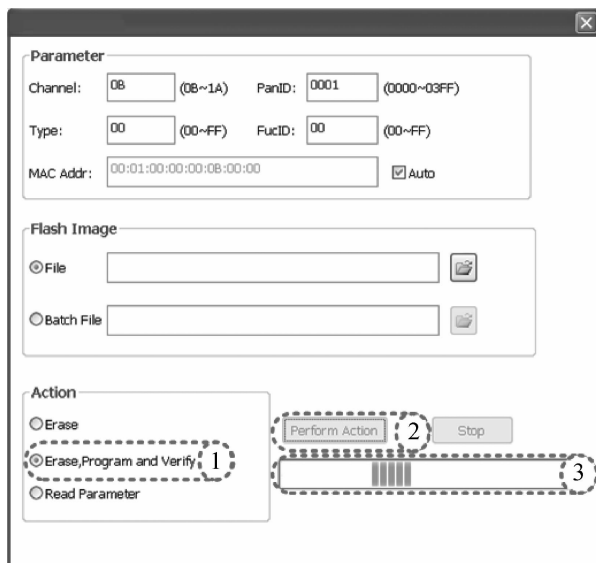 Parameter
Channel: 0B (0B~1A) PanID: 0001 (0000~03FF)
Type: 00 (00~FF) FucID: 00 (00~FF)
MAC Addr: 00:01:00:00:00:0B:00:00 Auto
Flash Image
File
Batch File
Action
Erase
Perform Action 2 Stop
Erase,Program and Verify 1
3
Read Parameter